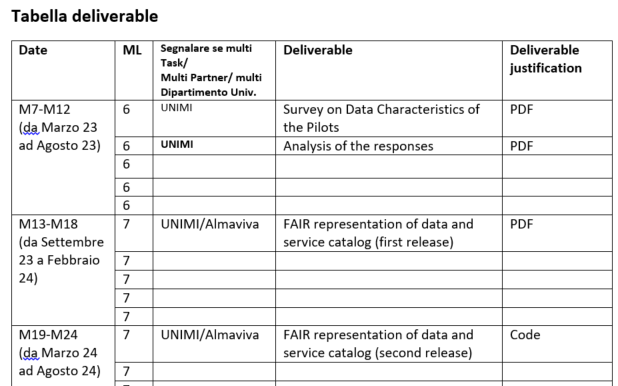 Tabella deliverable
Date ML Segnalare se multi Task/ Multi Partner/ multi Dipartimento Univ. Deliverable Deliverable justification
M7-M12 (da Marzo 23 ad Agosto 23) 6 UNIMI Survey on Data Characteristics of the Pilots PDF
6 UNIMI Analysis of the responses PDF
6
6
6
M13-M18 (da Settembre 23 a Febbraio 24) 7 UNIMI/Almaviva FAIR representation of data and service catalog (first release) PDF
7
7
7
7
M19-M24 (da Marzo 24 ad Agosto 24) 7 UNIMI/Almaviva FAIR representation of data and service catalog (second release) Code
7